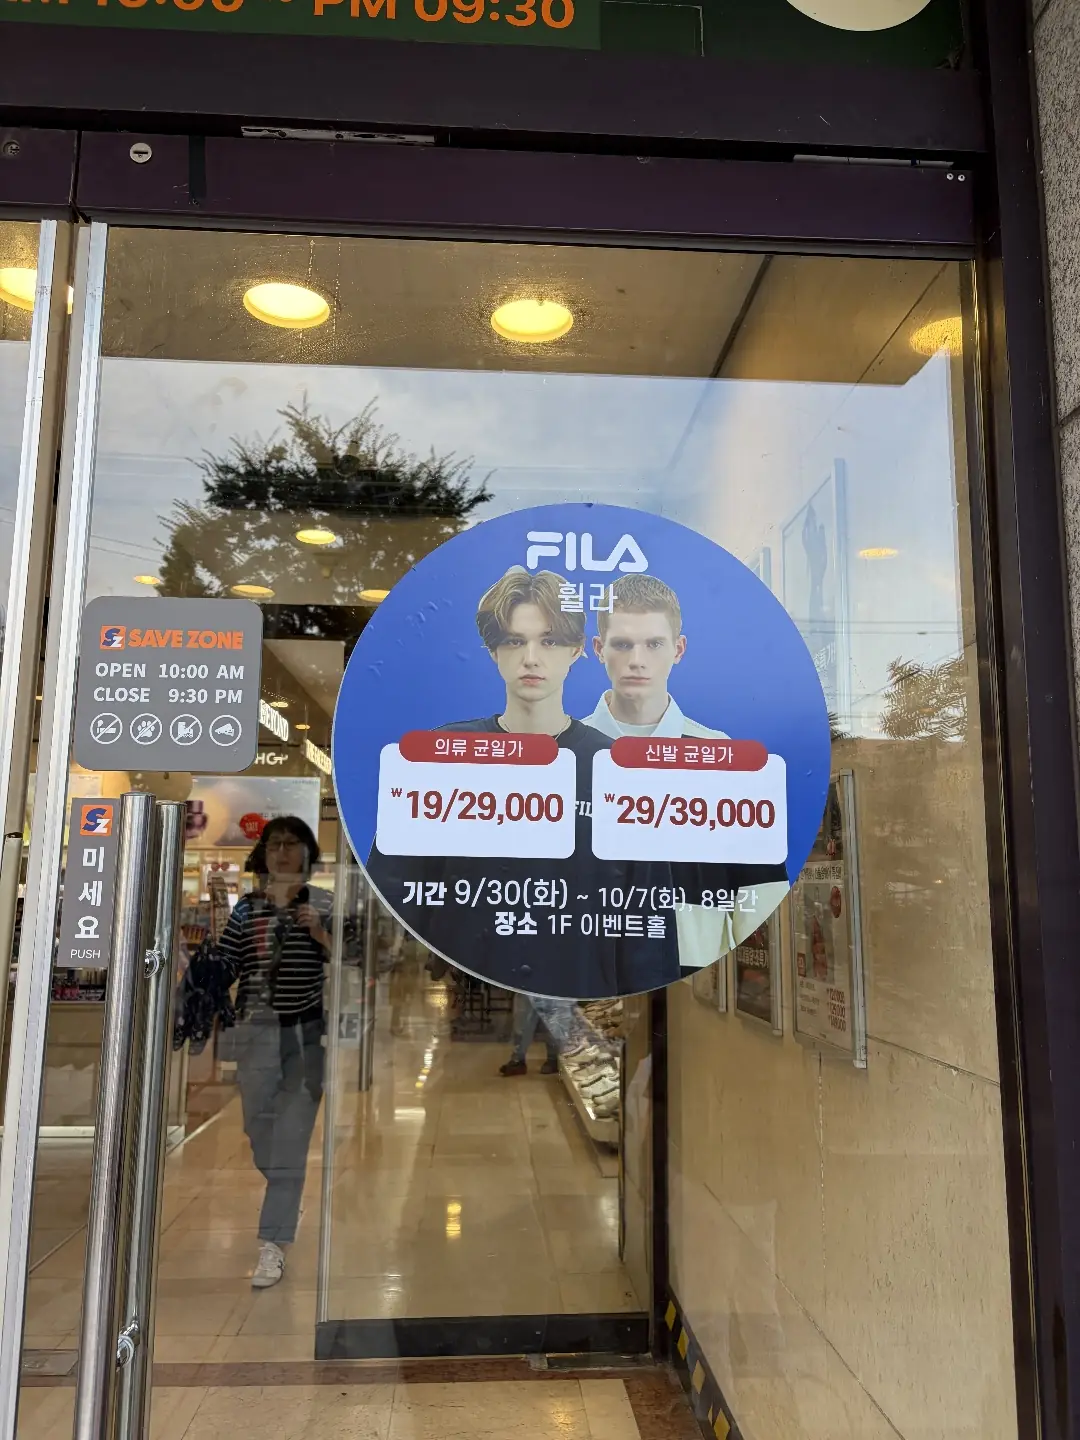 PM 09:30
FILA
휠라
의류 균일가
₩19/29,000
신발 균일가
₩29/39,000
기간 9/30(화) ~ 10/7(화), 8일간
장소 1F 이벤트홀
SAVE ZONE
OPEN 10:00 AM
CLOSE 9:30 PM
미세요
PUSH